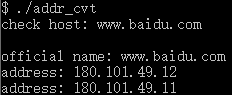 $ ./addr_cvt
check host: www.baidu.com
official name: www.baidu.com
address: 180.101.49.12
address: 180.101.49.11